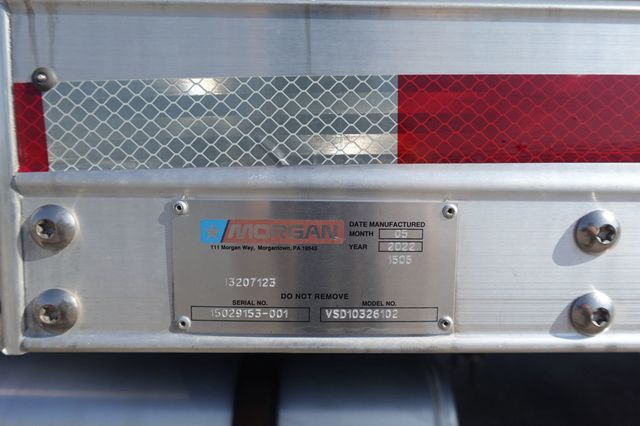 MORGAN
111 Morgan Way, Morgantown, PA 19543
DATE MANUFACTURED
MONTH 05
YEAR 2022
1505
13207123
DO NOT REMOVE
SERIAL NO. MODEL NO.
15029153-001 VSD10326102